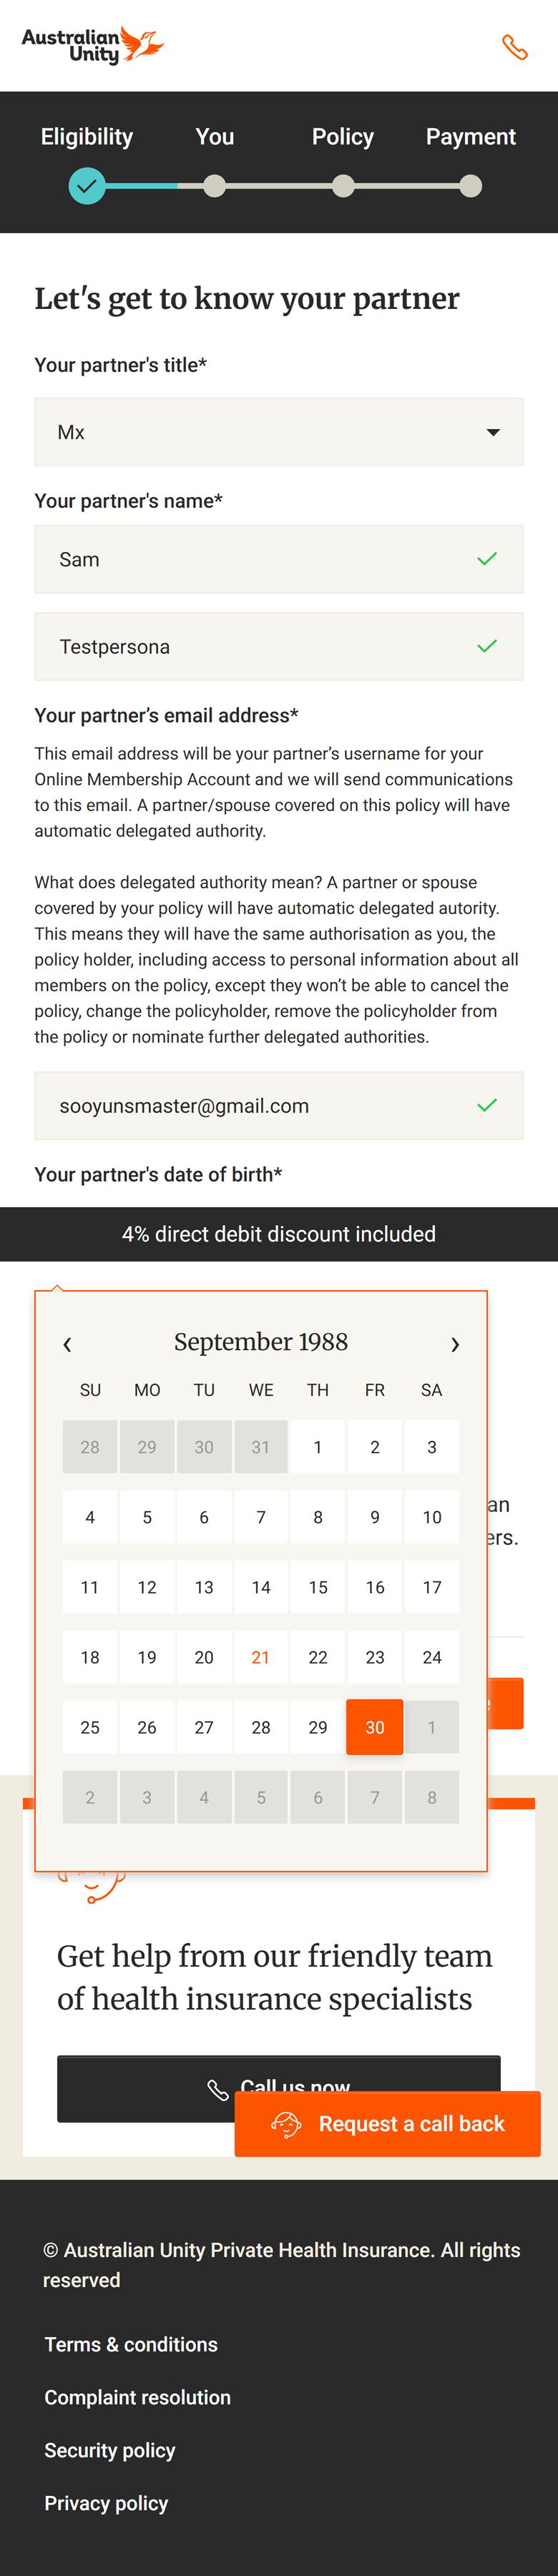 Australian
Unity
Eligibility You Policy Payment
Let's get to know your partner
Your partner's title*
Mx
Your partner's name*
Sam
Testpersona
Your partner’s email address*
This email address will be your partner’s username for your
Online Membership Account and we will send communications
to this email. A partner/spouse covered on this policy will have
automatic delegated authority.
What does delegated authority mean? A partner or spouse
covered by your policy will have automatic delegated autority.
This means they will have the same authorisation as you, the
policy holder, including access to personal information about all
members on the policy, except they won’t be able to cancel the
policy, change the policyholder, remove the policyholder from
the policy or nominate further delegated authorities.
sooyunsmaster@gmail.com
Your partner's date of birth*
4% direct debit discount included
September 1988
SU MO TU WE TH FR SA
28 29 30 31 1 2 3
4 5 6 7 8 9 10
11 12 13 14 15 16 17
18 19 20 21 22 23 24
25 26 27 28 29 30 1
2 3 4 5 6 7 8
Get help from our friendly team
of health insurance specialists
Call us now
Request a call back
© Australian Unity Private Health Insurance. All rights
reserved
Terms & conditions
Complaint resolution
Security policy
Privacy policy